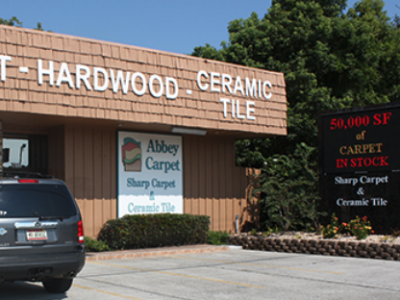 T - HARDWOOD - CERAMIC
TILE
Abbey
Carpet
Sharp Carpet
&
Ceramic Tile
50,000 SF
of
CARPET
IN STOCK
Sharp Carpet
&
Ceramic Tile